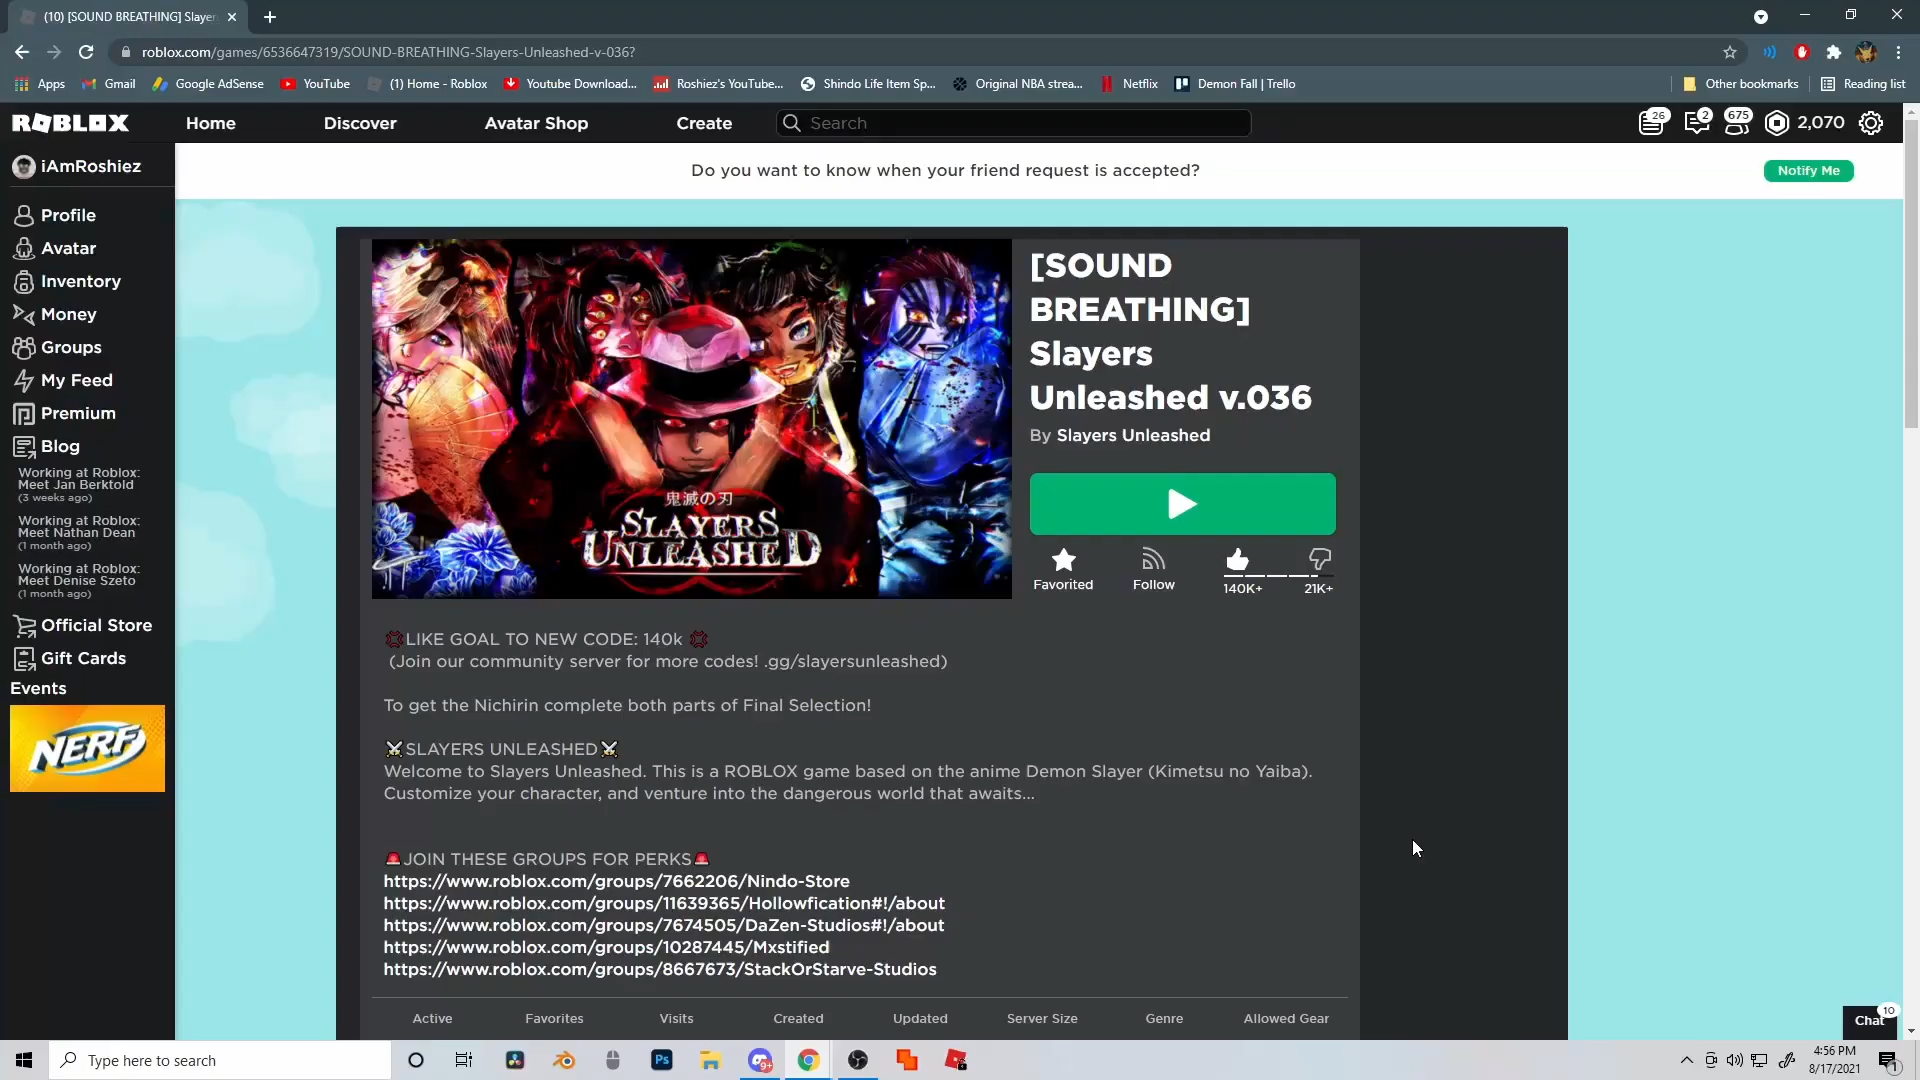 (10) [SOUND BREATHING] Slayer
roblox.com/games/6536647319/SOUND-BREATHING-Slayers-Unleashed-v-036?
Apps
Gmail
Google AdSense
YouTube
(1) Home - Roblox
Youtube Download...
Roshiez's YouTube...
Shindo Life Item Sp...
Original NBA strea...
Netflix
Demon Fall | Trello
Other bookmarks
Reading list
ROBLOX
Home
Discover
Avatar Shop
Create
Search
26
2
675
2,070
iAmRoshiez
Do you want to know when your friend request is accepted?
Notify Me
Profile
Avatar
Inventory
Money
Groups
My Feed
Premium
Blog
Working at Roblox:
Meet Jan Berktold
(3 weeks ago)
Working at Roblox:
Meet Nathan Dean
(1 month ago)
Working at Roblox:
Meet Denise Szeto
(1 month ago)
Official Store
Gift Cards
Events
NERF
鬼滅の刃
SLAYERS
UNLEASHED
[SOUND
BREATHING]
Slayers
Unleashed v.036
By Slayers Unleashed
Favorited
Follow
140K+
21K+
💢LIKE GOAL TO NEW CODE: 140k 💢
(Join our community server for more codes! .gg/slayersunleashed)
To get the Nichirin complete both parts of Final Selection!
⚔SLAYERS UNLEASHED⚔
Welcome to Slayers Unleashed. This is a ROBLOX game based on the anime Demon Slayer (Kimetsu no Yaiba).
Customize your character, and venture into the dangerous world that awaits...
🚨JOIN THESE GROUPS FOR PERKS🚨
https://www.roblox.com/groups/7662206/Nindo-Store
https://www.roblox.com/groups/11639365/Hollowfication#!/about
https://www.roblox.com/groups/7674505/DaZen-Studios#!/about
https://www.roblox.com/groups/10287445/Mxstified
https://www.roblox.com/groups/8667673/StackOrStarve-Studios
Active
Favorites
Visits
Created
Updated
Server Size
Genre
Allowed Gear
Chat
10
Type here to search
Ps
9+
4:56 PM
8/17/2021
1